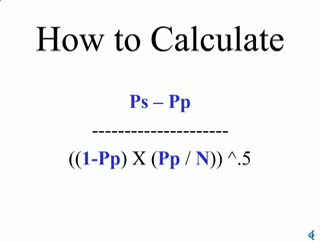 How to Calculate
Ps – Pp
---------------------
((1-Pp) X (Pp / N)) ^.5